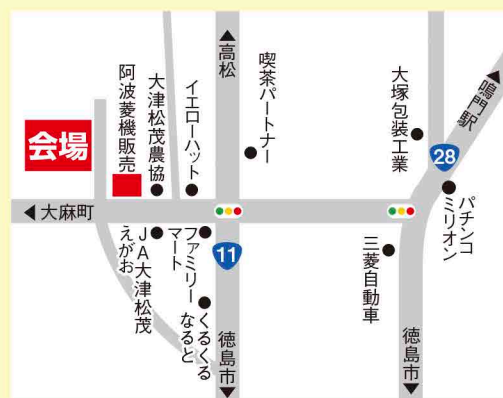 会場
阿波菱機販売
大津松茂農協
イエローハット
高松
喫茶パートナー
大塚包装工業
28
鳴門駅
パチンコ
ミリオン
大麻町
JA大津松茂
えがお
ファミリー
マート
くるくる
なると
11
徳島市
三菱自動車
徳島市